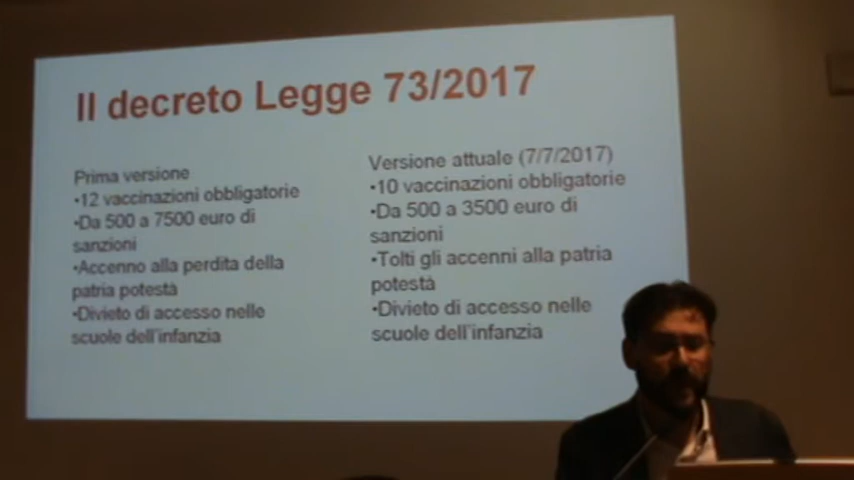 Il decreto Legge 73/2017
Prima versione
•12 vaccinazioni obbligatorie
•Da 500 a 7500 euro di
sanzioni
•Accenno alla perdita della
patria potestà
•Divieto di accesso nelle
scuole dell'infanzia
Versione attuale (7/7/2017)
•10 vaccinazioni obbligatorie
•Da 500 a 3500 euro di
sanzioni
•Tolti gli accenni alla patria
potestà
•Divieto di accesso nelle
scuole dell'infanzia